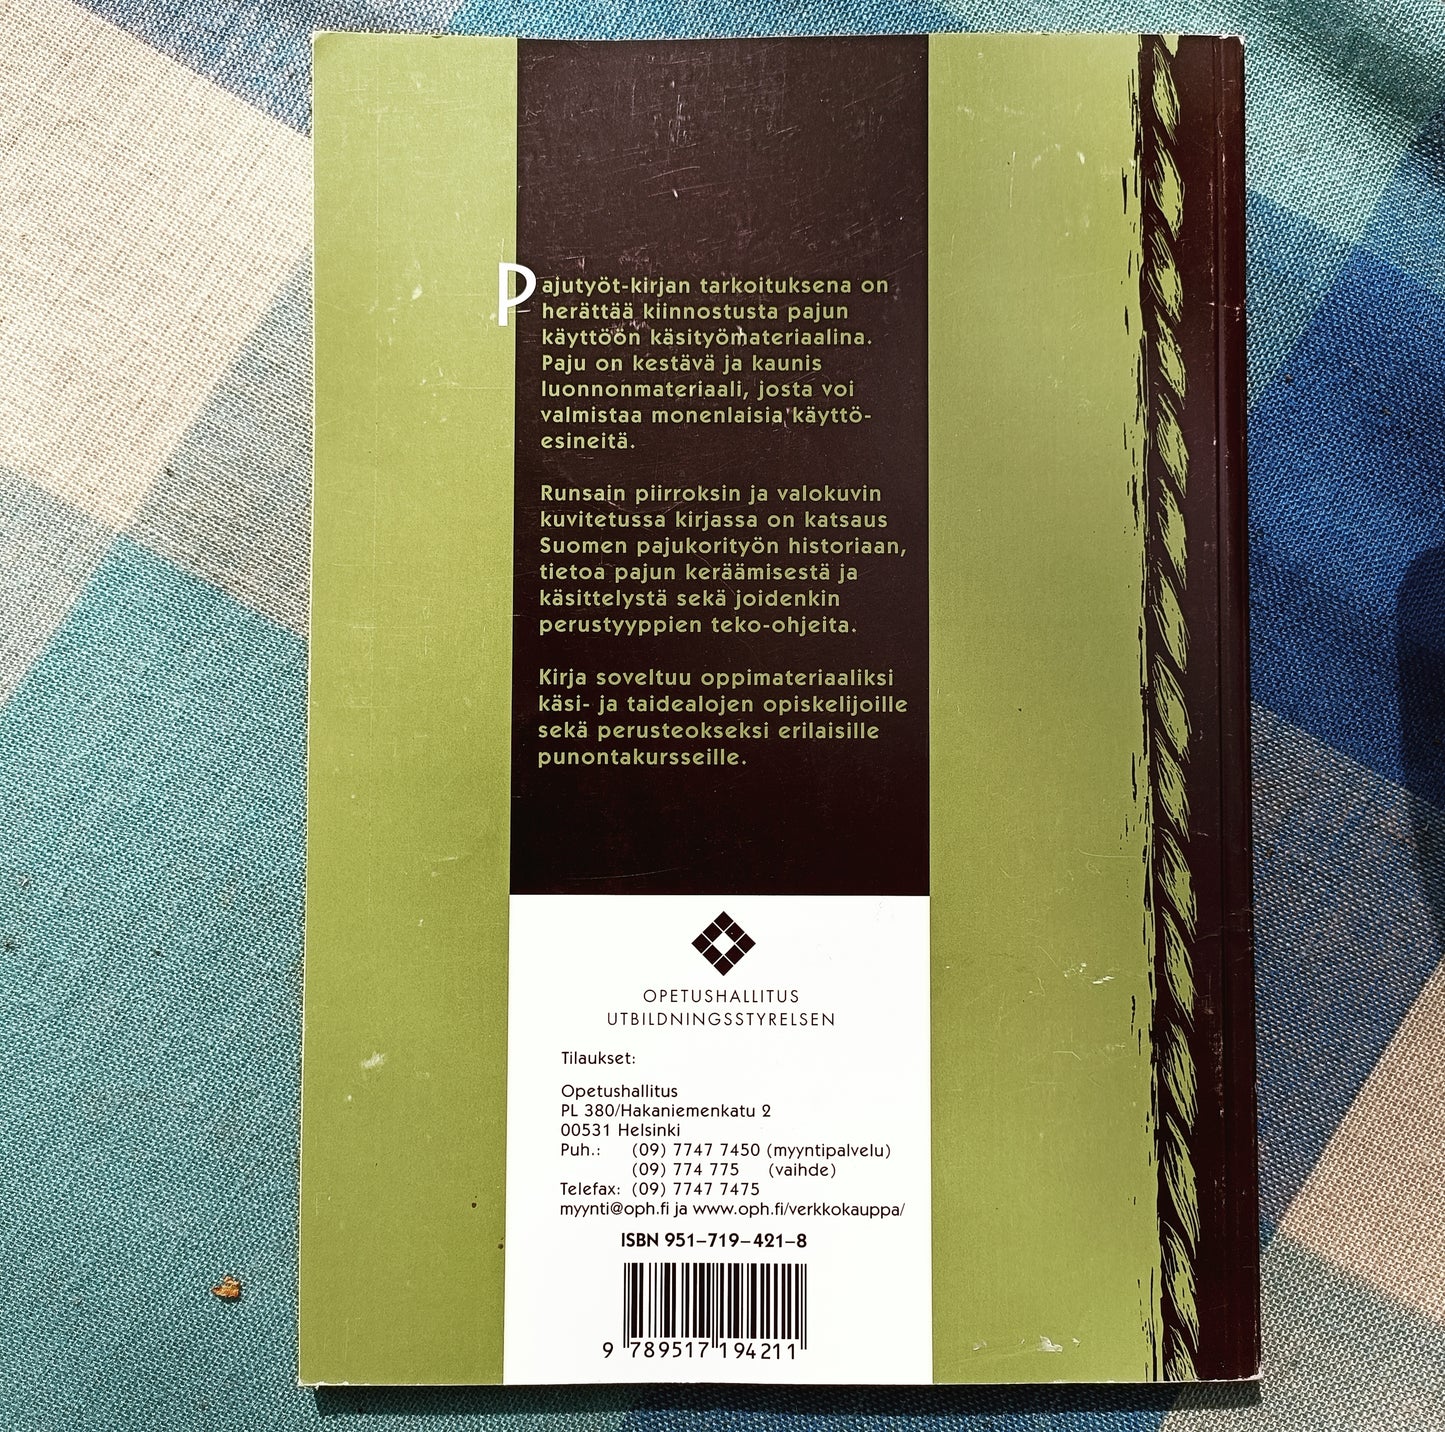 Pajutyöt-kirjan tarkoituksena on
herättää kiinnostusta pajun
käyttöön käsityömateriaalina.
Paju on kestävä ja kaunis
luonnonmateriaali, josta voi
valmistaa monenlaisia käyttö-
esineitä.
Runsain piirroksin ja valokuvin
kuvitetussa kirjassa on katsaus
Suomen pajukorityön historiaan,
tietoa pajun keräämisestä ja
käsittelystä sekä joidenkin
perustyyppien teko-ohjeita.
Kirja soveltuu oppimateriaaliksi
käsi- ja taidealojen opiskelijoille
sekä perusteokseksi erilaisille
punontakursseille.
OPETUSHALLITUS
UTBILDNINGSSTYRELSEN
Tilaukset:
Opetushallitus
PL 380/Hakaniemenkatu 2
00531 Helsinki
Puh.: (09) 7747 7450 (myyntipalvelu)
(09) 774 775 (vaihde)
Telefax: (09) 7747 7475
myynti@oph.fi ja www.oph.fi/verkkokauppa/
ISBN 951–719–421–8
9 789517 194211